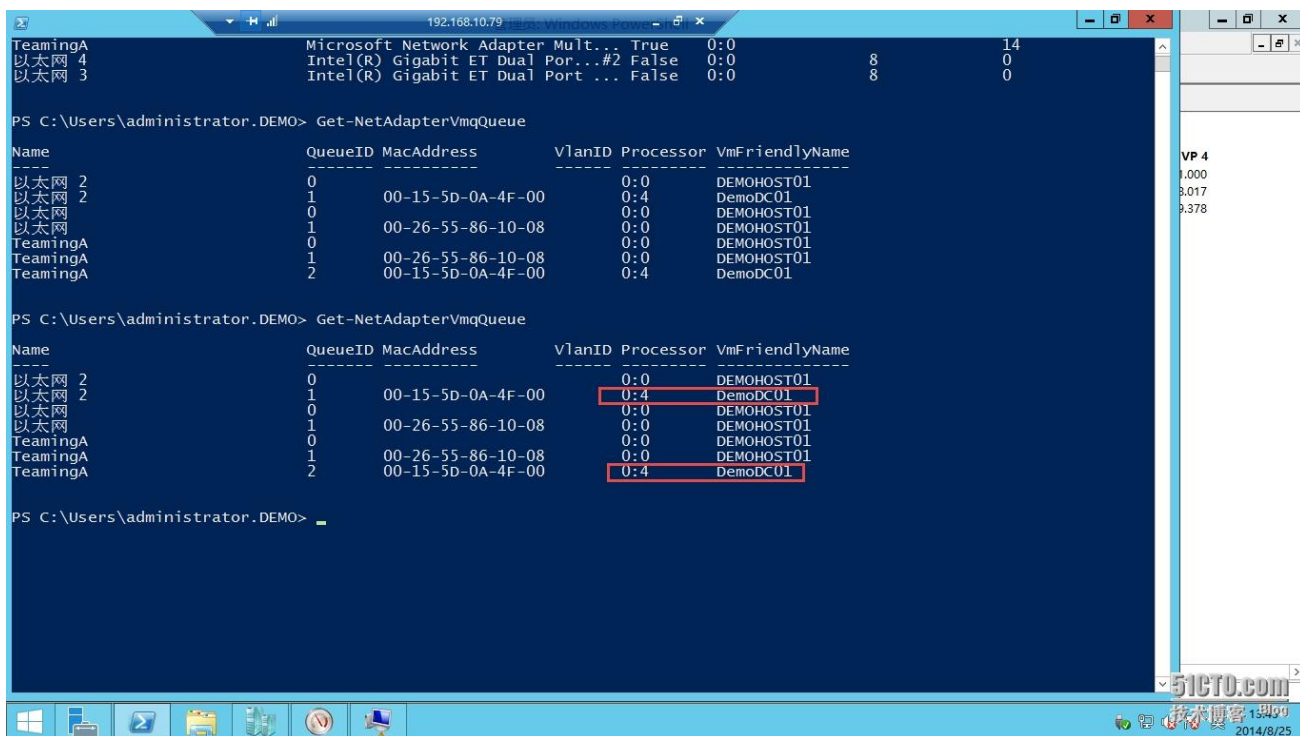 192.168.10.79 管理员: Windows PowerShell
TeamingA Microsoft Network Adapter Mult... True 0:0 14
以太网 4 Intel(R) Gigabit ET Dual Por...#2 False 0:0 8 0
以太网 3 Intel(R) Gigabit ET Dual Port ... False 0:0 8 0
PS C:\Users\administrator.DEMO> Get-NetAdapterVmqQueue
Name QueueID MacAddress VlanID Processor VmFriendlyName
---- ------- ---------- ------ --------- --------------
以太网 2 0 0:0 DEMOHOST01
以太网 2 1 00-15-5D-0A-4F-00 0:4 DemoDC01
以太网 0 0:0 DEMOHOST01
以太网 1 00-26-55-86-10-08 0:0 DEMOHOST01
TeamingA 0 0:0 DEMOHOST01
TeamingA 1 00-26-55-86-10-08 0:0 DEMOHOST01
TeamingA 2 00-15-5D-0A-4F-00 0:4 DemoDC01
PS C:\Users\administrator.DEMO> Get-NetAdapterVmqQueue
Name QueueID MacAddress VlanID Processor VmFriendlyName
---- ------- ---------- ------ --------- --------------
以太网 2 0 0:0 DEMOHOST01
以太网 2 1 00-15-5D-0A-4F-00 0:4 DemoDC01
以太网 0 0:0 DEMOHOST01
以太网 1 00-26-55-86-10-08 0:0 DEMOHOST01
TeamingA 0 0:0 DEMOHOST01
TeamingA 1 00-26-55-86-10-08 0:0 DEMOHOST01
TeamingA 2 00-15-5D-0A-4F-00 0:4 DemoDC01
PS C:\Users\administrator.DEMO>
VP 4
.000
.017
.378
51CTO.com
技术博客 Blog
2014/8/25